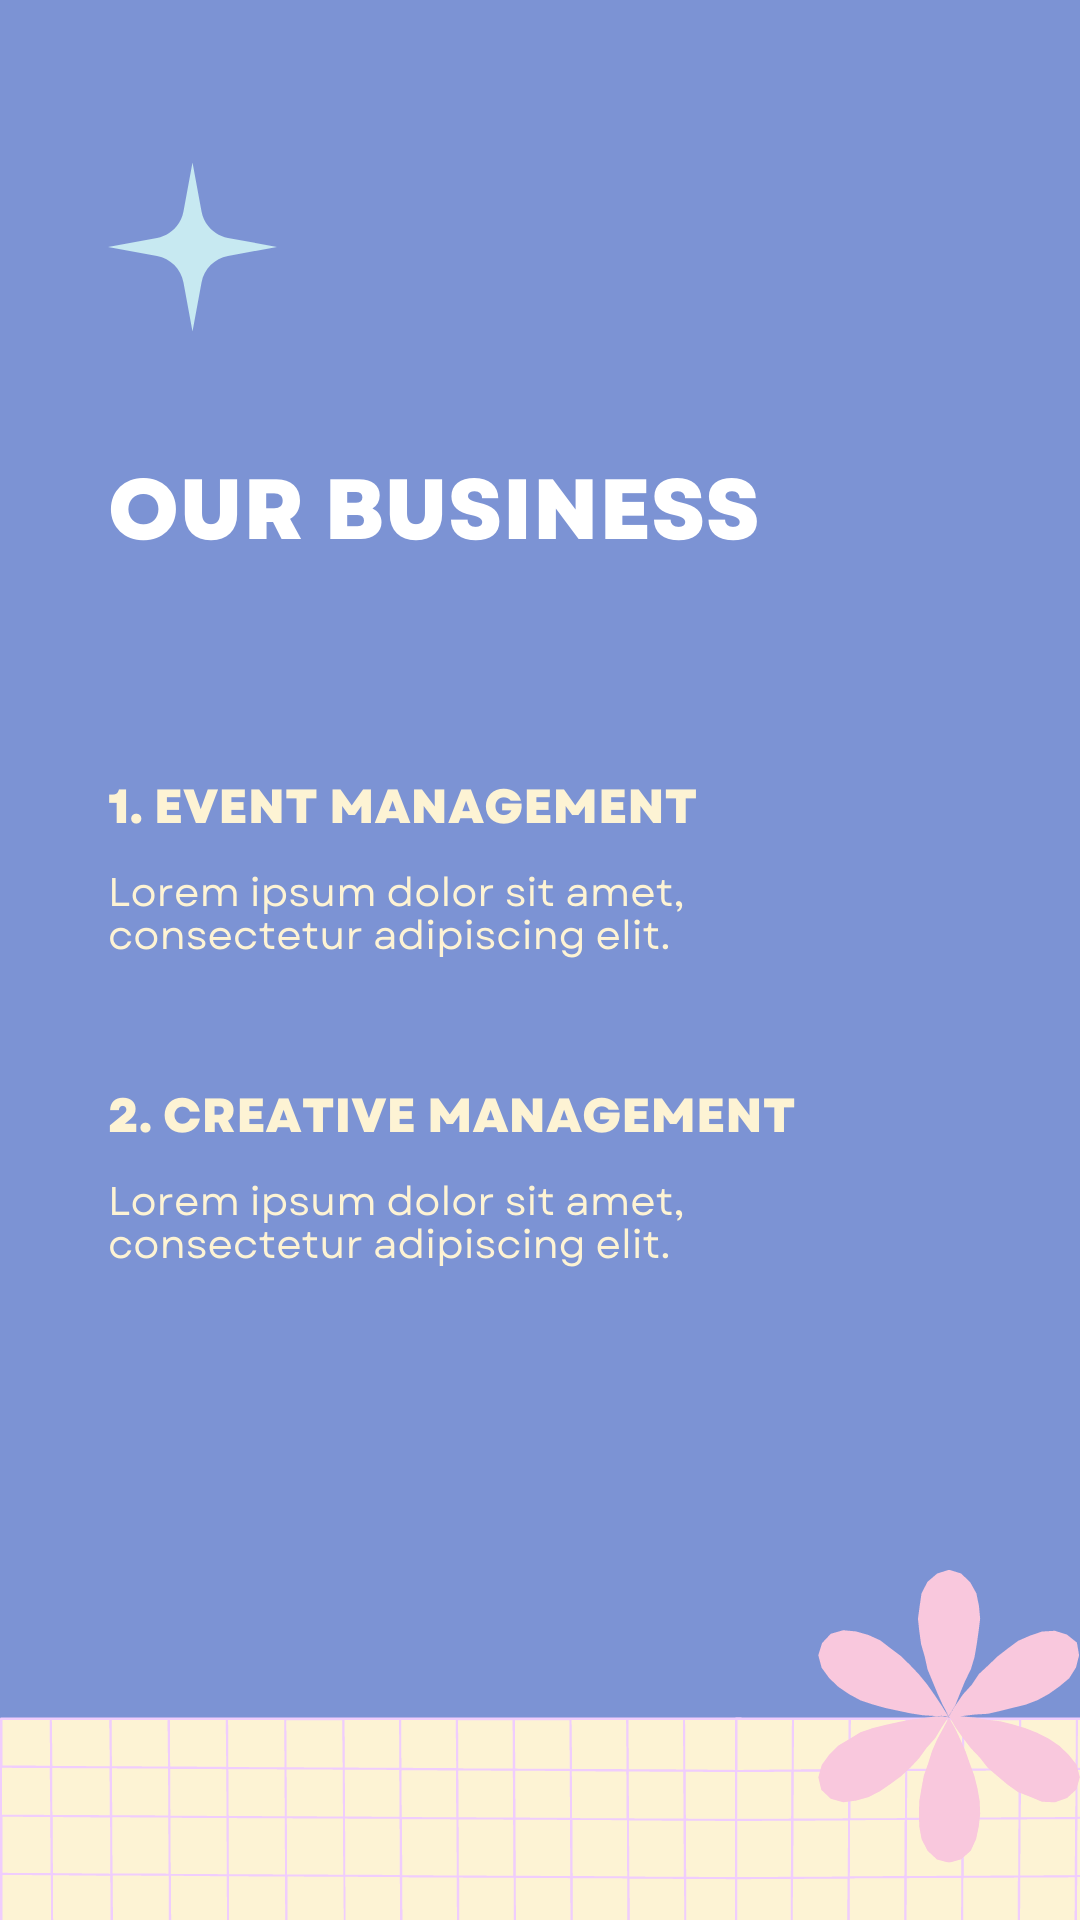 OUR BUSINESS
1. EVENT MANAGEMENT
Lorem ipsum dolor sit amet,
consectetur adipiscing elit.
2. CREATIVE MANAGEMENT
Lorem ipsum dolor sit amet,
consectetur adipiscing elit.